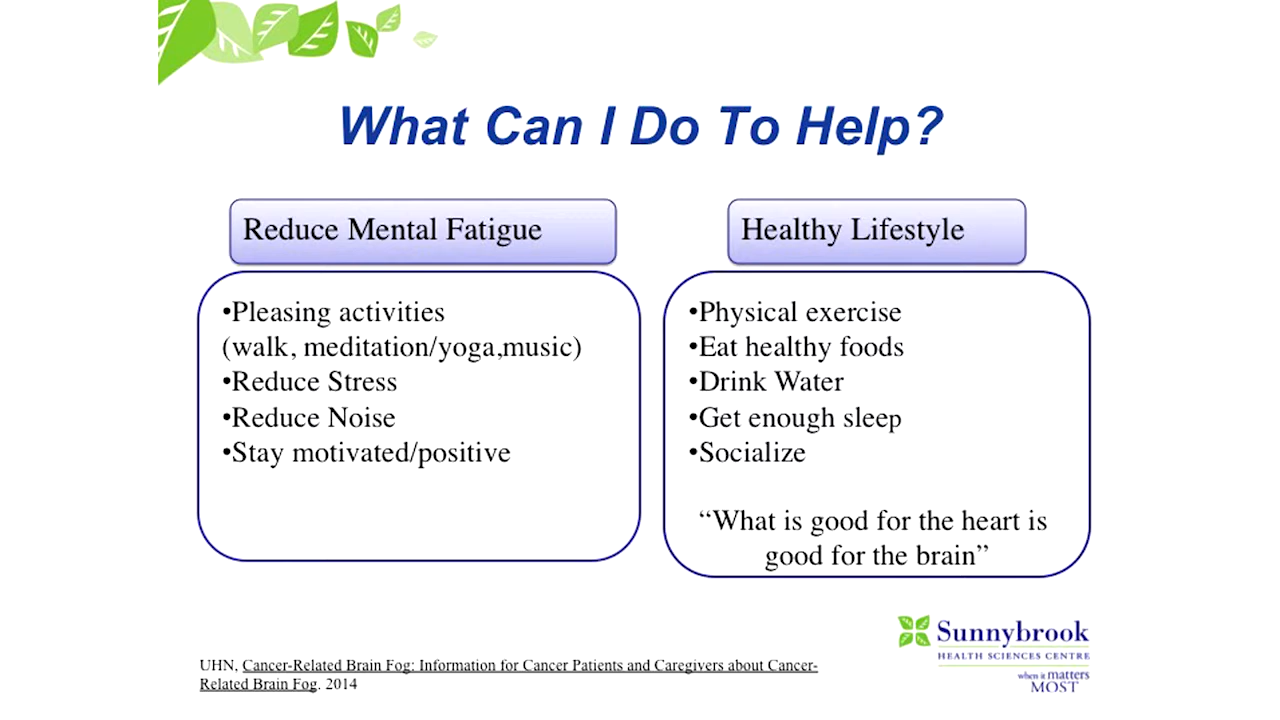 What Can I Do To Help?
Reduce Mental Fatigue
•Pleasing activities
(walk, meditation/yoga,music)
•Reduce Stress
•Reduce Noise
•Stay motivated/positive
Healthy Lifestyle
•Physical exercise
•Eat healthy foods
•Drink Water
•Get enough sleep
•Socialize
“What is good for the heart is
good for the brain”
UHN, Cancer-Related Brain Fog: Information for Cancer Patients and Caregivers about Cancer-
Related Brain Fog. 2014
Sunnybrook
HEALTH SCIENCES CENTRE
when it matters
MOST